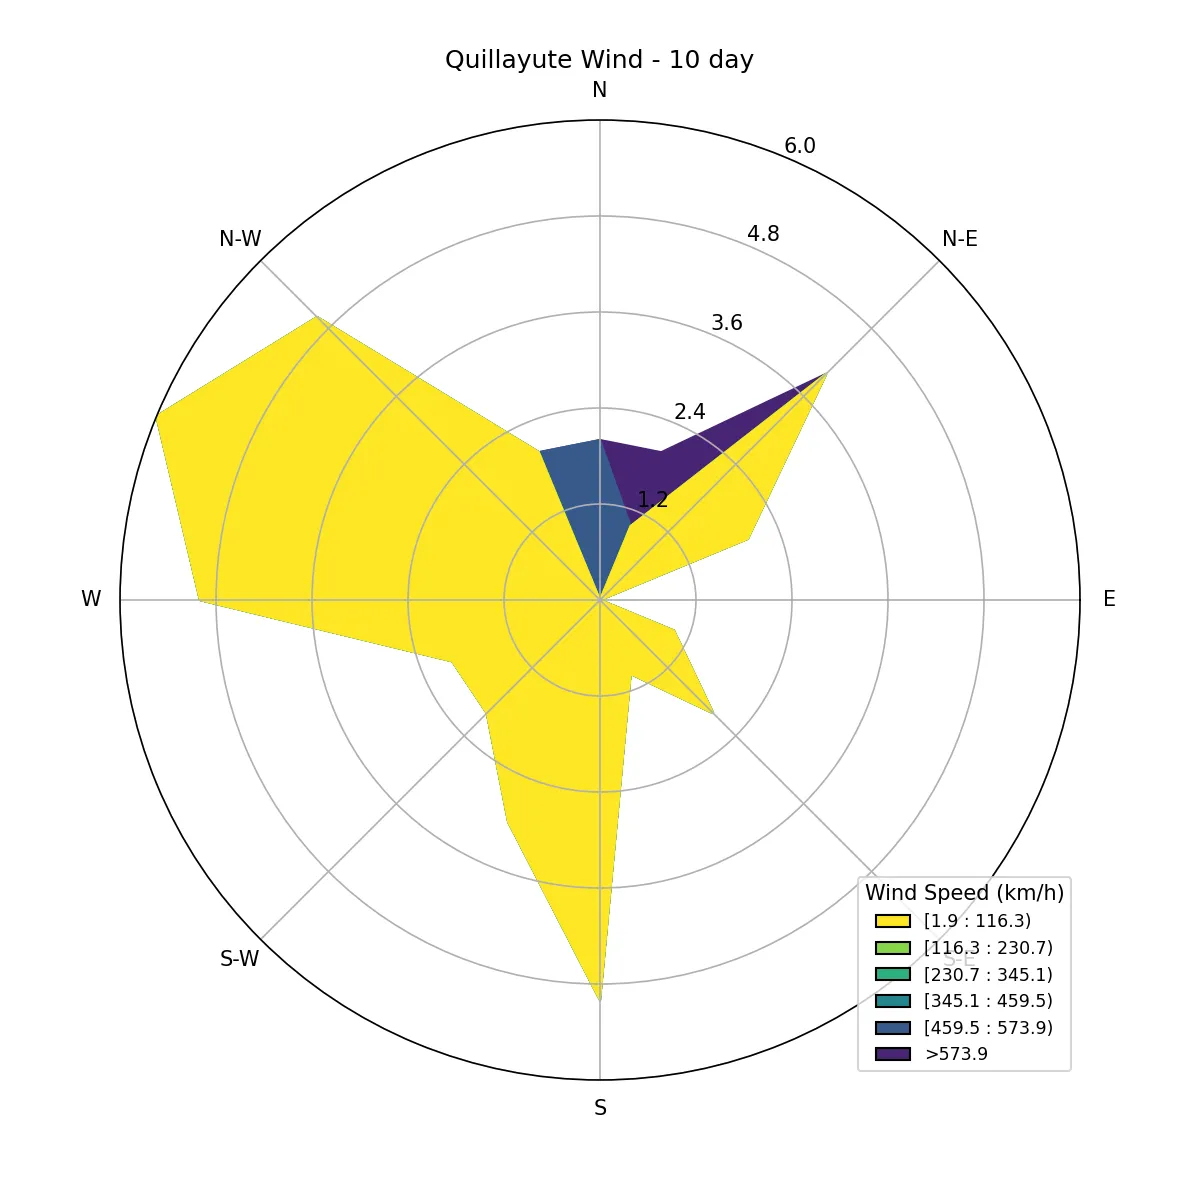 Quillayute Wind - 10 day
N
6.0
N-W
4.8
N-E
3.6
2.4
1.2
W
E
Wind Speed (km/h)
[1.9 : 116.3)
[116.3 : 230.7)
[230.7 : 345.1)
[345.1 : 459.5)
[459.5 : 573.9)
>573.9
S-W
S-E
S